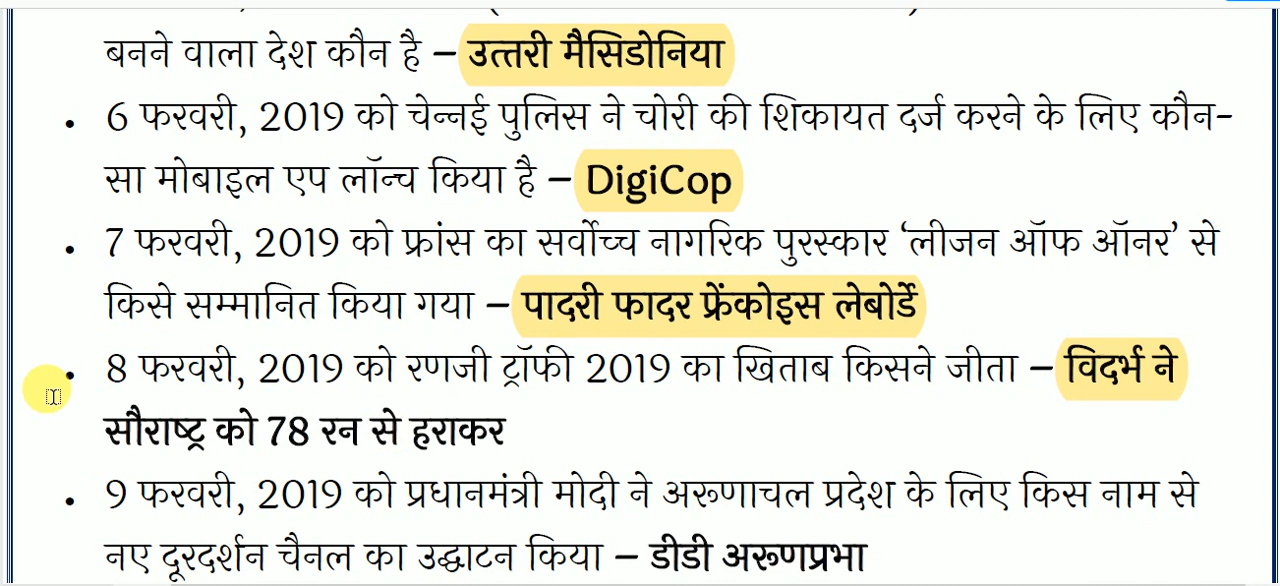 बनने वाला देश कौन है – उत्तरी मैसिडोनिया
• 6 फरवरी, 2019 को चेन्नई पुलिस ने चोरी की शिकायत दर्ज करने के लिए कौन-
सा मोबाइल एप लॉन्च किया है – DigiCop
• 7 फरवरी, 2019 को फ्रांस का सर्वोच्च नागरिक पुरस्कार ‘लीजन ऑफ ऑनर’ से
किसे सम्मानित किया गया – पादरी फादर फ्रेंकोइस लेबोर्डे
• 8 फरवरी, 2019 को रणजी ट्रॉफी 2019 का खिताब किसने जीता – विदर्भ ने
सौराष्ट्र को 78 रन से हराकर
• 9 फरवरी, 2019 को प्रधानमंत्री मोदी ने अरूणाचल प्रदेश के लिए किस नाम से
नए दूरदर्शन चैनल का उद्घाटन किया – डीडी अरूणप्रभा